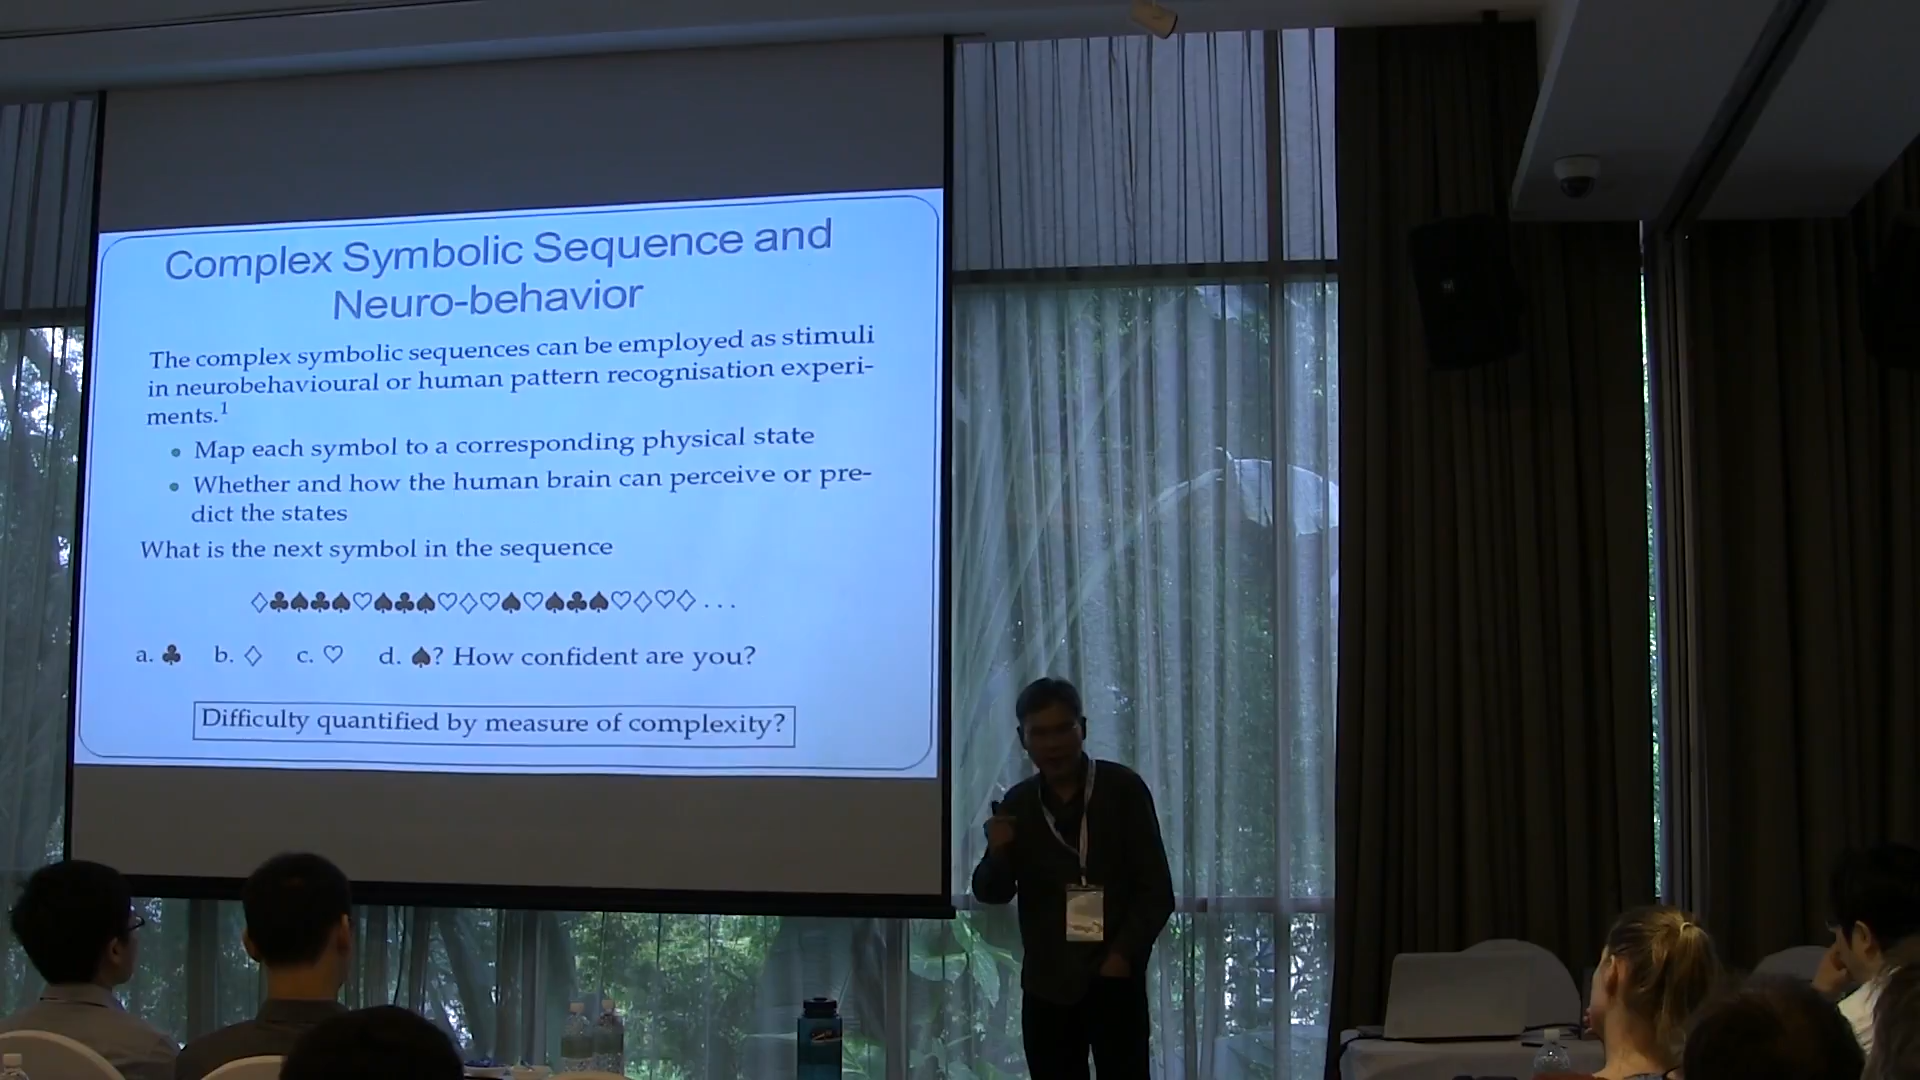 Complex Symbolic Sequence and
Neuro-behavior
The complex symbolic sequences can be employed as stimuli
in neurobehavioural or human pattern recognisation experi-
ments.¹
• Map each symbol to a corresponding physical state
• Whether and how the human brain can perceive or pre-
dict the states
What is the next symbol in the sequence
♢♣♠♣♠♡♠♣♠♡♢♡♠♡♠♣♠♡♢♡♢ . . .
a. ♣ b. ♢ c. ♡ d. ♠? How confident are you?
Difficulty quantified by measure of complexity?